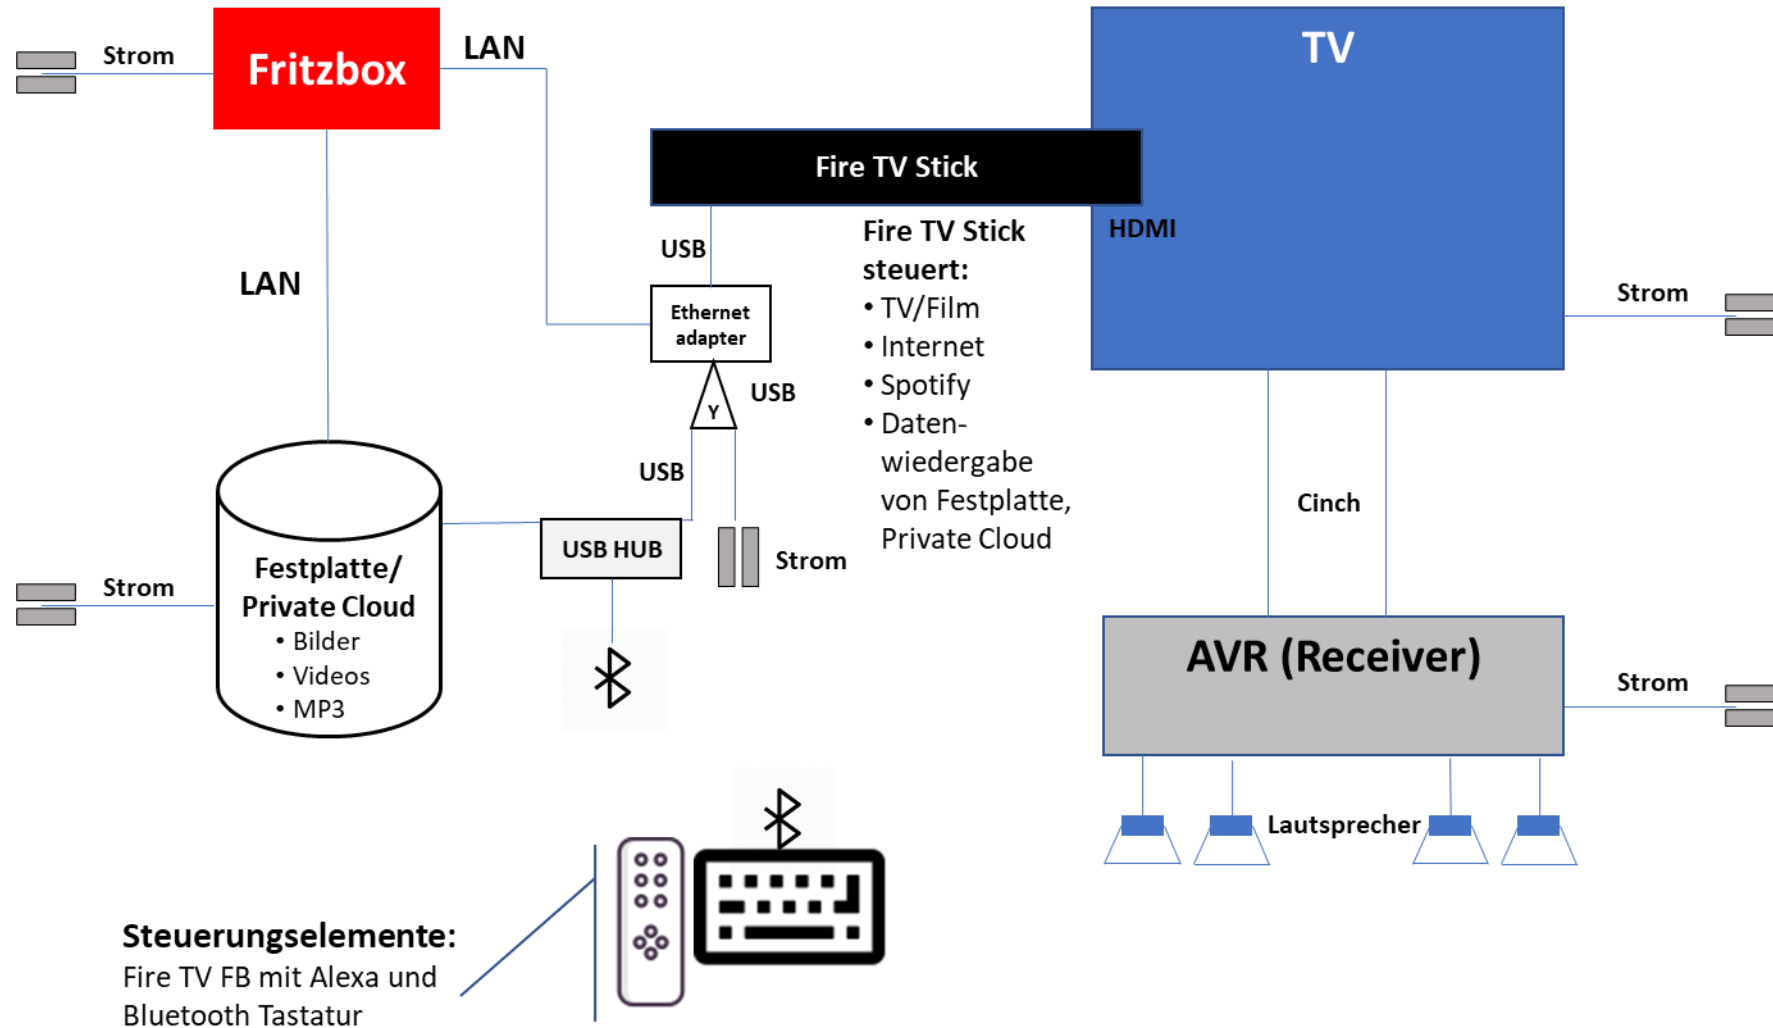 Strom
Fritzbox
LAN
TV
Fire TV Stick
HDMI
USB
Fire TV Stick
steuert:
• TV/Film
• Internet
• Spotify
• Daten-
wiedergabe
von Festplatte,
Private Cloud
LAN
Ethernet
adapter
Strom
USB
Y
USB
Cinch
USB HUB
Strom
Festplatte/
Private Cloud
• Bilder
• Videos
• MP3
Strom
AVR (Receiver)
Strom
Lautsprecher
Steuerungselemente:
Fire TV FB mit Alexa und
Bluetooth Tastatur